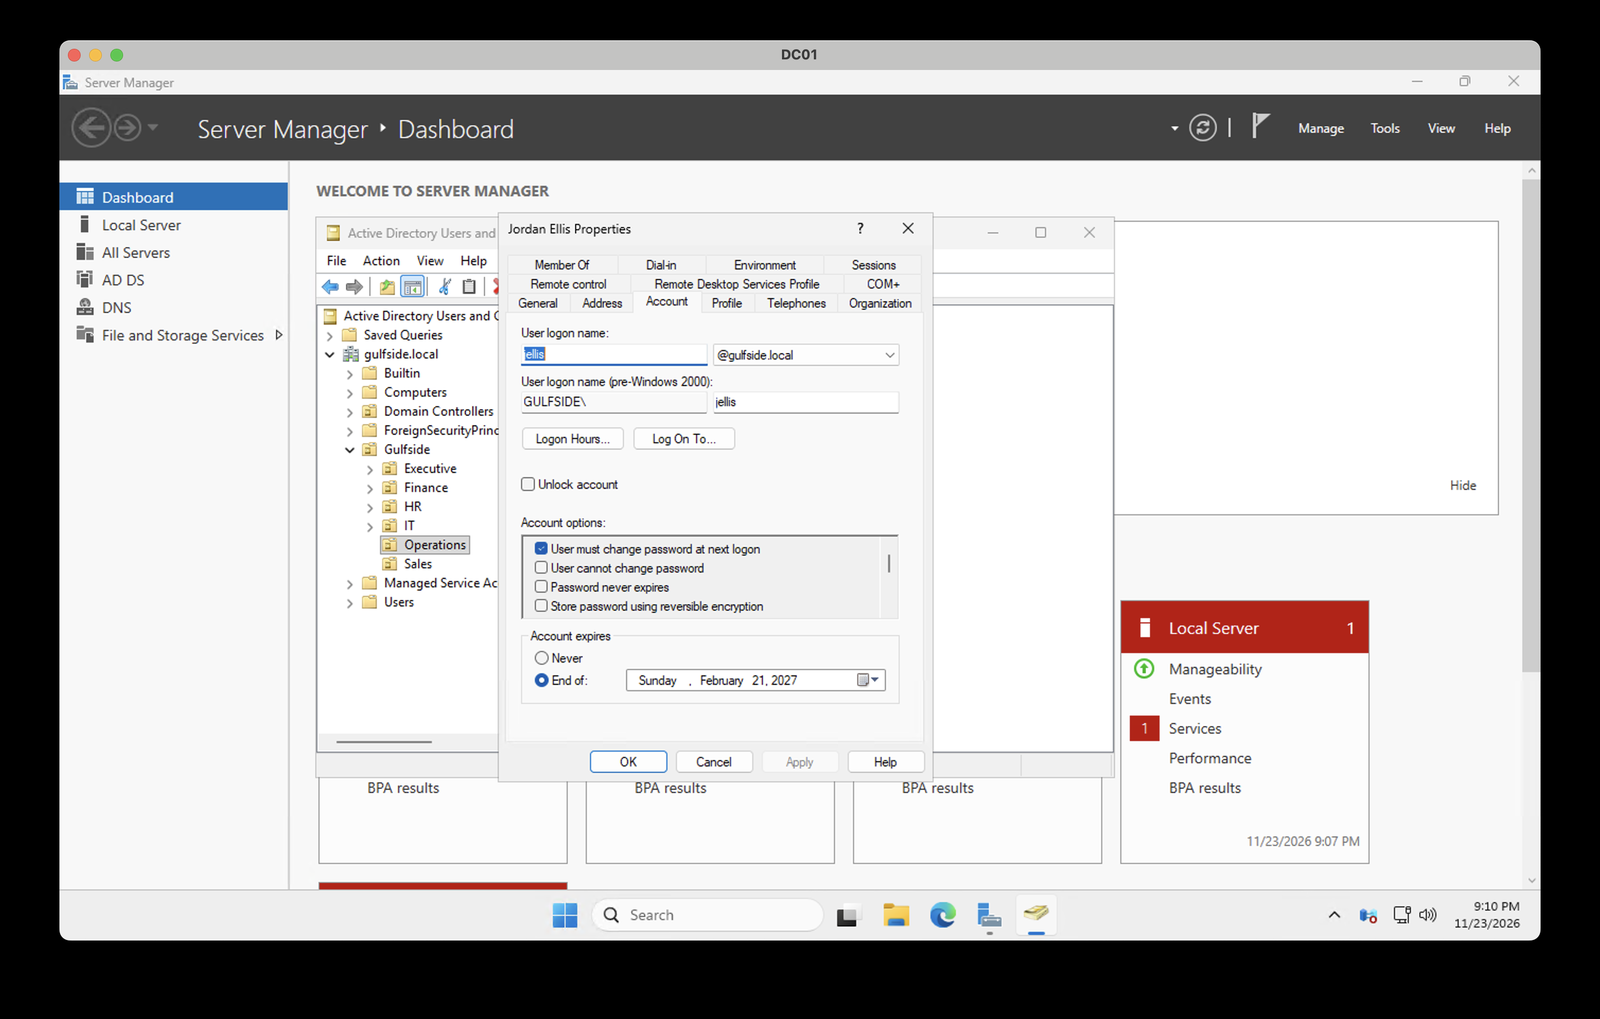 DC01
Server Manager
Server Manager ‣ Dashboard
Manage Tools View Help
Dashboard
Local Server
All Servers
AD DS
DNS
File and Storage Services
WELCOME TO SERVER MANAGER
Active Directory Users and
File Action View Help
Active Directory Users and C
Saved Queries
gulfside.local
Builtin
Computers
Domain Controllers
ForeignSecurityPrinc
Gulfside
Executive
Finance
HR
IT
Operations
Sales
Managed Service Ac
Users
Jordan Ellis Properties
Member Of Dial-in Environment Sessions
Remote control Remote Desktop Services Profile COM+
General Address Account Profile Telephones Organization
User logon name:
jellis @gulfside.local
User logon name (pre-Windows 2000):
GULFSIDE\ jellis
Logon Hours... Log On To...
Unlock account
Account options:
User must change password at next logon
User cannot change password
Password never expires
Store password using reversible encryption
Account expires
Never
End of: Sunday , February 21, 2027
OK Cancel Apply Help
Hide
BPA results
BPA results
BPA results
Local Server 1
Manageability
Events
1 Services
Performance
BPA results
11/23/2026 9:07 PM
Search
9:10 PM
11/23/2026